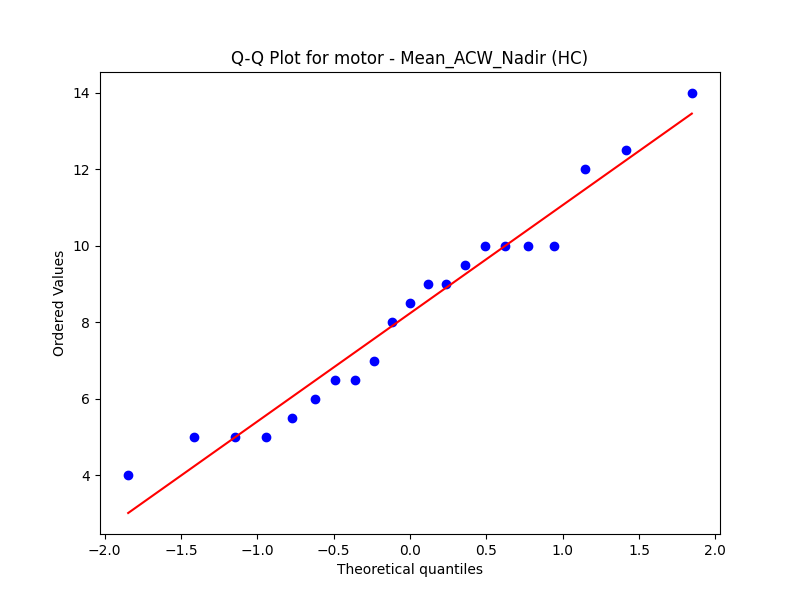 Q-Q Plot for motor - Mean_ACW_Nadir (HC)
Ordered Values
14
12
10
8
6
4
−2.0 −1.5 −1.0 −0.5 0.0 0.5 1.0 1.5 2.0
Theoretical quantiles